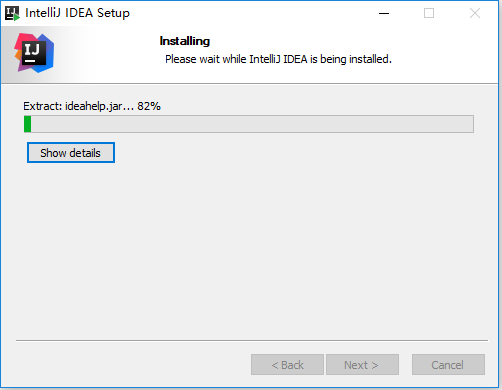 IJ IntelliJ IDEA Setup
IJ
Installing
Please wait while IntelliJ IDEA is being installed.
Extract: ideahelp.jar... 82%
Show details
< Back
Next >
Cancel